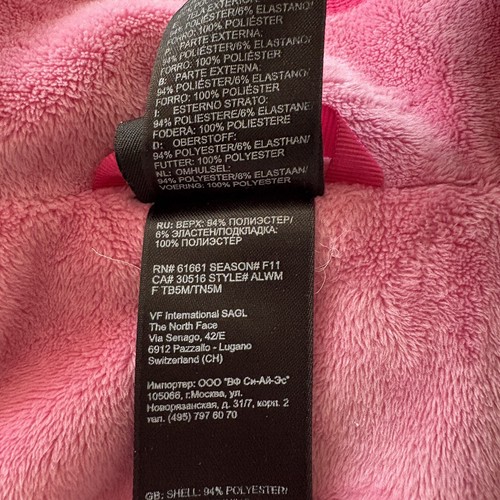 TELA EXTERIOR:
POLIÉSTER/6% ELASTANO/
FORRO: 100% POLIÉSTER
B: PARTE EXTERNA:
94% POLIÉSTER/6% ELASTANO/
FORRO: 100% POLIÉSTER
I: ESTERNO STRATO:
94% POLIESTERE/6% ELASTANE/
FODERA: 100% POLIESTERE
D: OBERSTOFF:
94% POLYESTER/6% ELASTHAN/
FUTTER: 100% POLYESTER
NL: OMHULSEL:
94% POLYESTER/6% ELASTAAN/
VOERING: 100% POLYESTER
RU: ВЕРХ: 94% ПОЛИЭСТЕР/
6% ЭЛАСТЕН/ПОДКЛАДКА:
100% ПОЛИЭСТЕР
RN# 61661 SEASON# F11
CA# 30516 STYLE# ALWM
F TB5M/TN5M
VF International SAGL
The North Face
Via Senago, 42/E
6912 Pazzallo - Lugano
Switzerland (CH)
Импортер: ООО "ВФ Си-Ай-Эс"
105066, г.Москва, ул.
Новорязанская, д. 31/7, корп. 2
тел. (495) 797 60 70
GB: SHELL: 94% POLYESTER/